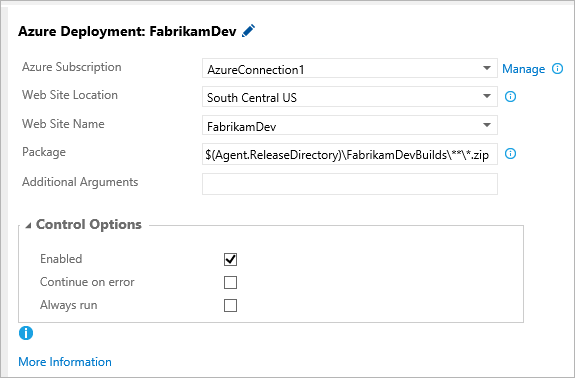 Azure Deployment: FabrikamDev
Azure Subscription AzureConnection1 Manage
Web Site Location South Central US
Web Site Name FabrikamDev
Package $(Agent.ReleaseDirectory)\FabrikamDevBuilds\**\*.zip
Additional Arguments
Control Options
Enabled
Continue on error
Always run
More Information